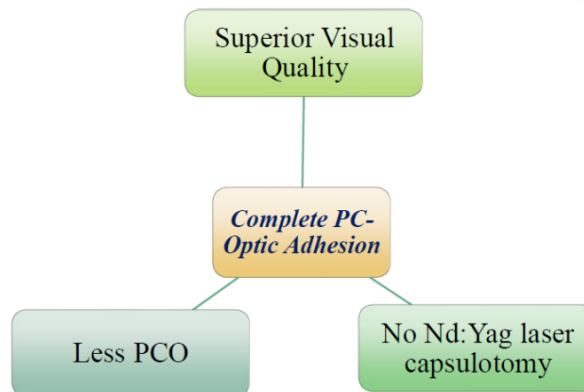 Superior Visual
Quality
Complete PC-
Optic Adhesion
Less PCO
No Nd:Yag laser
capsulotomy